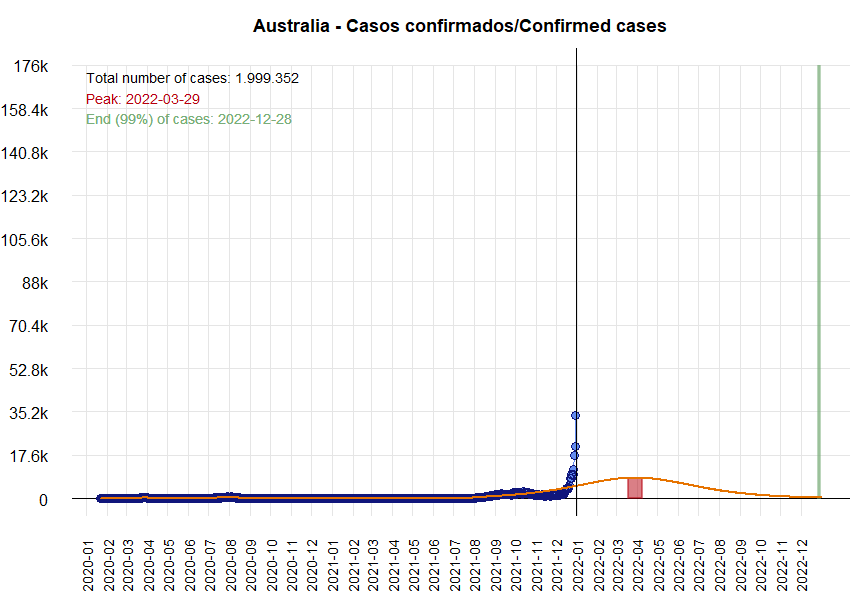 Australia - Casos confirmados/Confirmed cases
Total number of cases: 1.999.352
Peak: 2022-03-29
End (99%) of cases: 2022-12-28
176k
158.4k
140.8k
123.2k
105.6k
88k
70.4k
52.8k
35.2k
17.6k
0
2020-01
2020-02
2020-03
2020-04
2020-05
2020-06
2020-07
2020-08
2020-09
2020-10
2020-11
2020-12
2021-01
2021-02
2021-03
2021-04
2021-05
2021-06
2021-07
2021-08
2021-09
2021-10
2021-11
2021-12
2022-01
2022-02
2022-03
2022-04
2022-05
2022-06
2022-07
2022-08
2022-09
2022-10
2022-11
2022-12